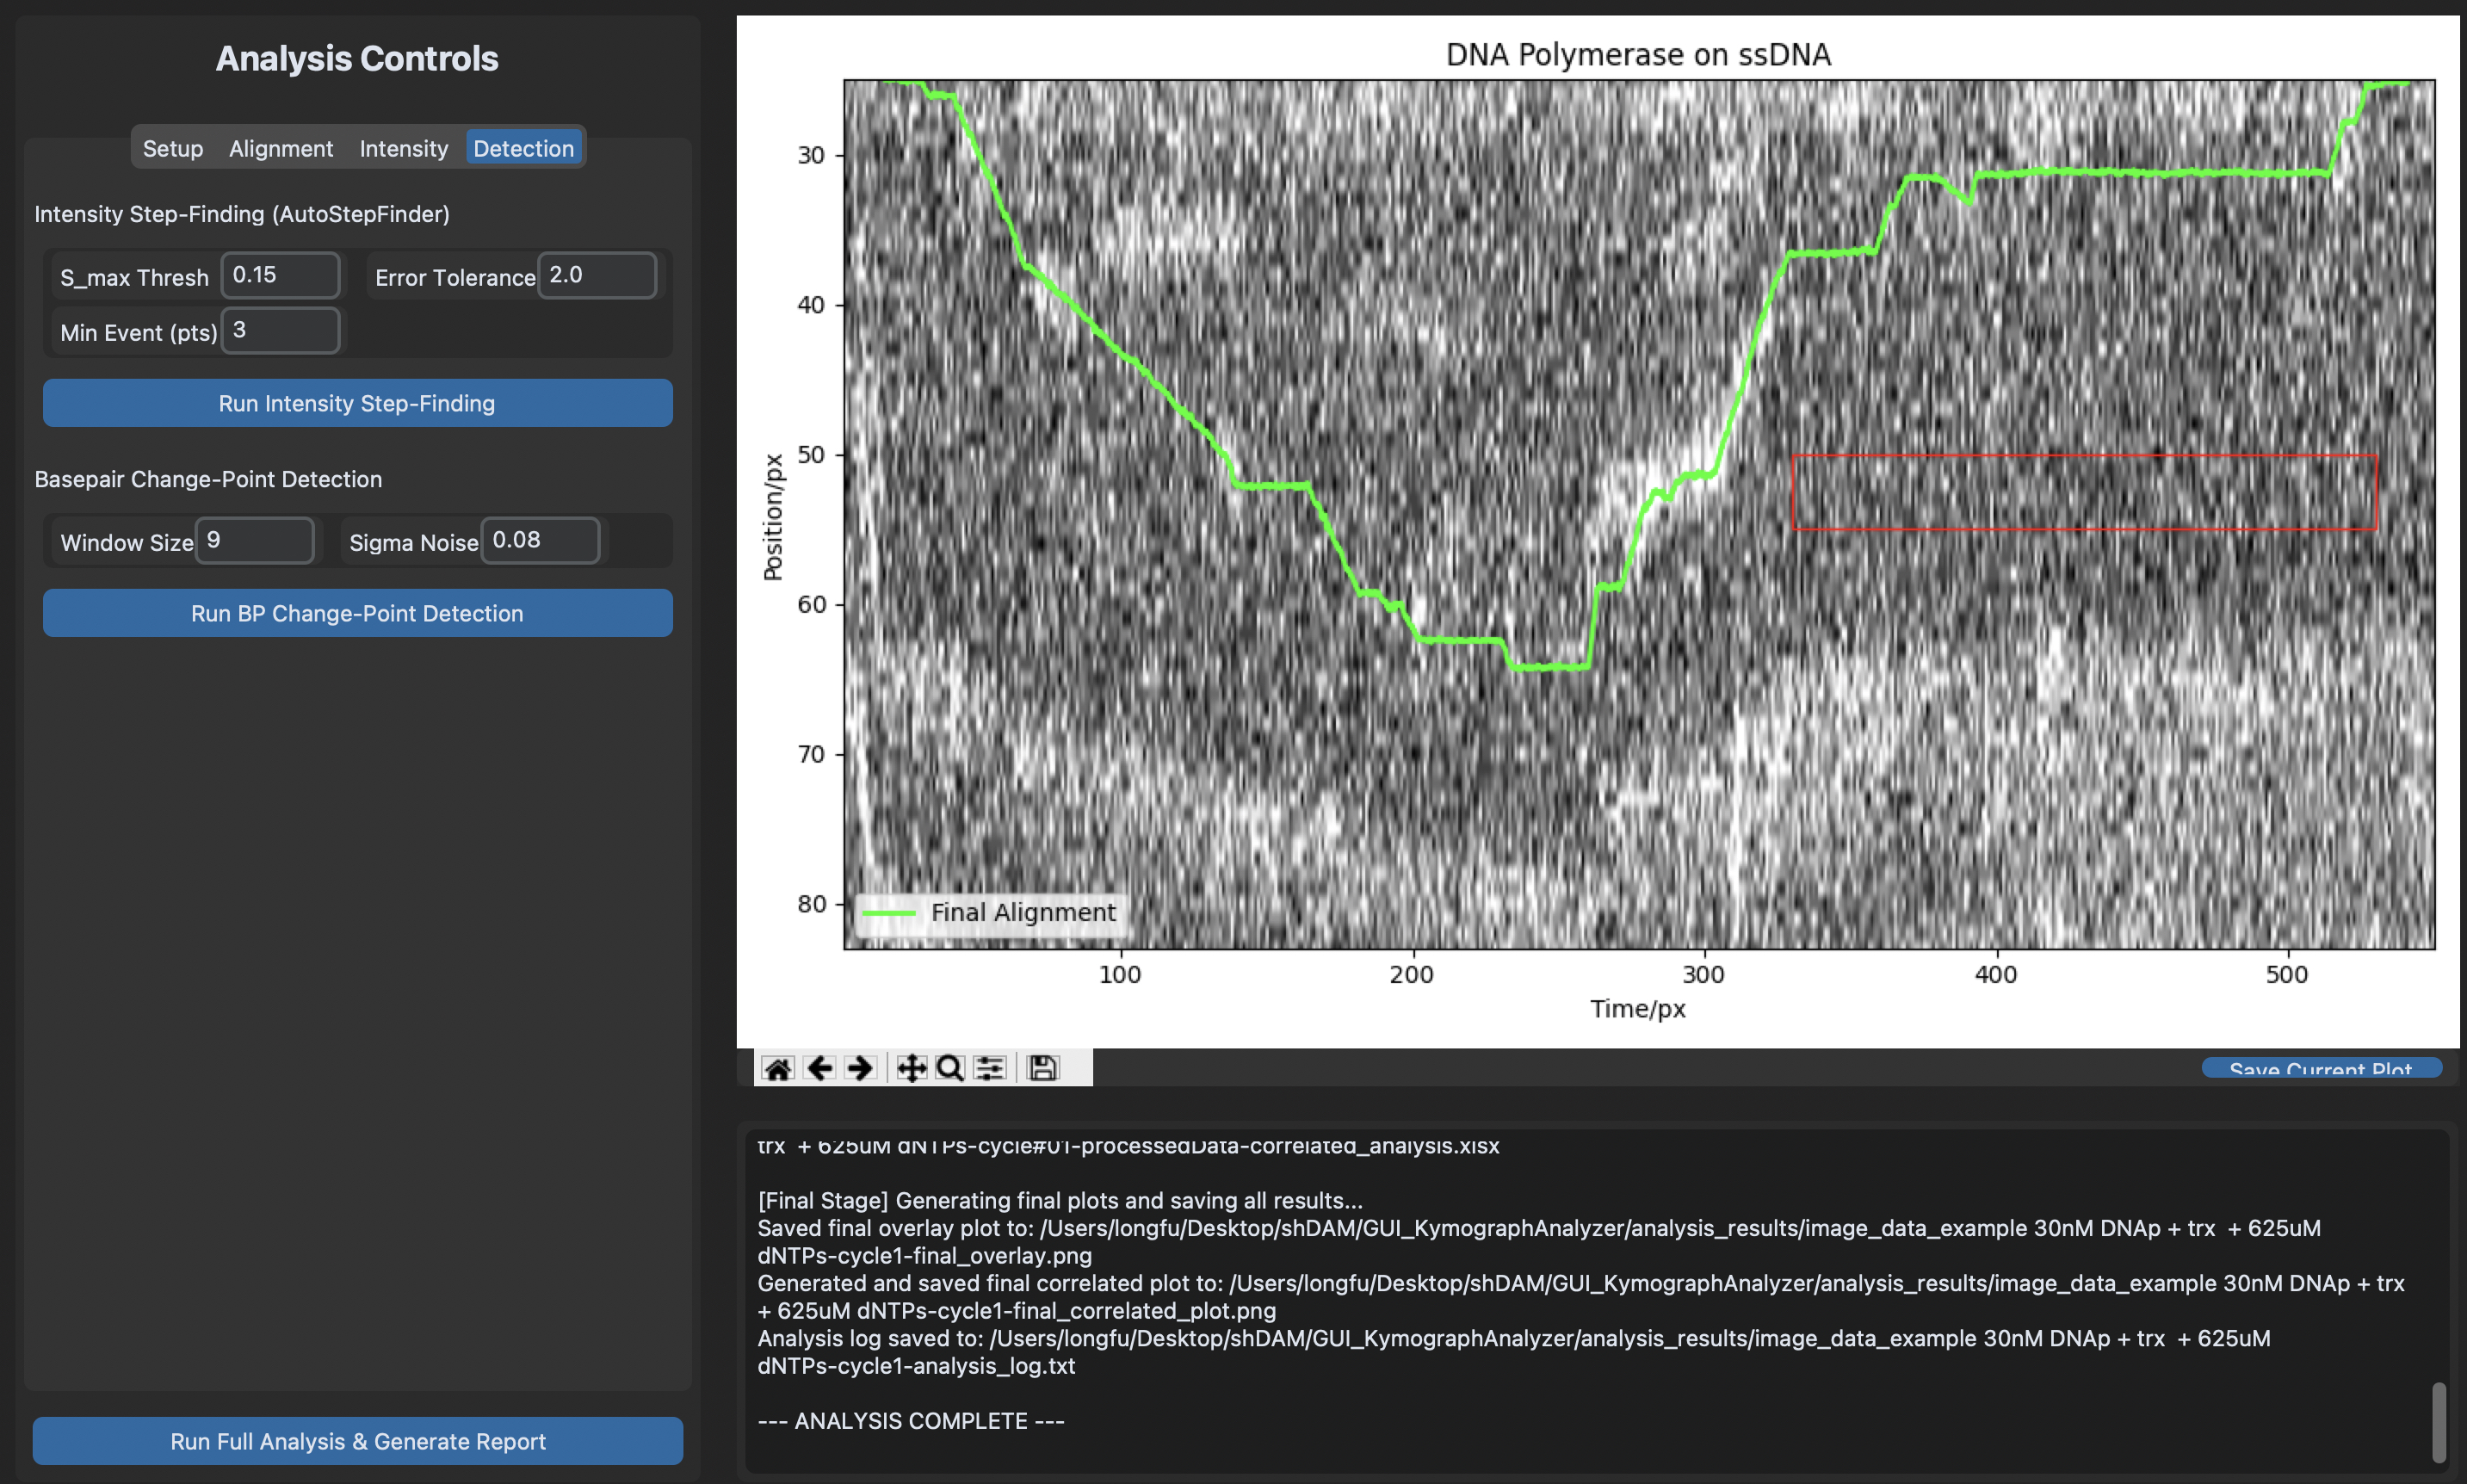 Analysis Controls
Setup Alignment Intensity Detection
Intensity Step-Finding (AutoStepFinder)
S_max Thresh 0.15 Error Tolerance 2.0
Min Event (pts) 3
Run Intensity Step-Finding
Basepair Change-Point Detection
Window Size 9 Sigma Noise 0.08
Run BP Change-Point Detection
Run Full Analysis & Generate Report
DNA Polymerase on ssDNA
30
40
50
60
70
80
Position/px
Final Alignment
100 200 300 400 500
Time/px
Save Current Plot
trx + 625uM dNTPs-cycle#01-processedData-correlated_analysis.xlsx
[Final Stage] Generating final plots and saving all results...
Saved final overlay plot to: /Users/longfu/Desktop/shDAM/GUI_KymographAnalyzer/analysis_results/image_data_example 30nM DNAp + trx + 625uM
dNTPs-cycle1-final_overlay.png
Generated and saved final correlated plot to: /Users/longfu/Desktop/shDAM/GUI_KymographAnalyzer/analysis_results/image_data_example 30nM DNAp + trx
+ 625uM dNTPs-cycle1-final_correlated_plot.png
Analysis log saved to: /Users/longfu/Desktop/shDAM/GUI_KymographAnalyzer/analysis_results/image_data_example 30nM DNAp + trx + 625uM
dNTPs-cycle1-analysis_log.txt
--- ANALYSIS COMPLETE ---